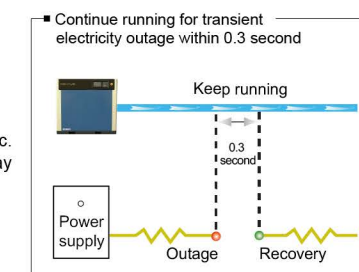 ■ Continue running for transient
electricity outage within 0.3 second
Keep running
c.
ay
0.3
second
Power
supply
Outage
Recovery